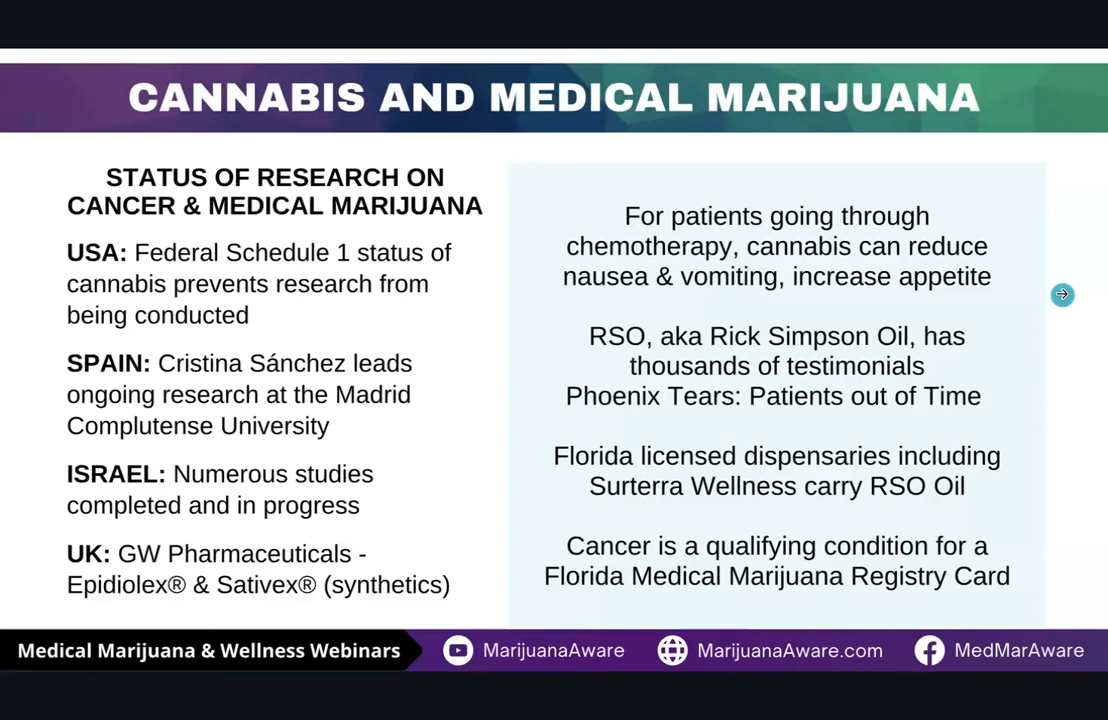 CANNABIS AND MEDICAL MARIJUANA
STATUS OF RESEARCH ON
CANCER & MEDICAL MARIJUANA
USA: Federal Schedule 1 status of
cannabis prevents research from
being conducted
SPAIN: Cristina Sánchez leads
ongoing research at the Madrid
Complutense University
ISRAEL: Numerous studies
completed and in progress
UK: GW Pharmaceuticals -
Epidiolex® & Sativex® (synthetics)
For patients going through
chemotherapy, cannabis can reduce
nausea & vomiting, increase appetite
RSO, aka Rick Simpson Oil, has
thousands of testimonials
Phoenix Tears: Patients out of Time
Florida licensed dispensaries including
Surterra Wellness carry RSO Oil
Cancer is a qualifying condition for a
Florida Medical Marijuana Registry Card
Medical Marijuana & Wellness Webinars
MarijuanaAware
MarijuanaAware.com
MedMarAware